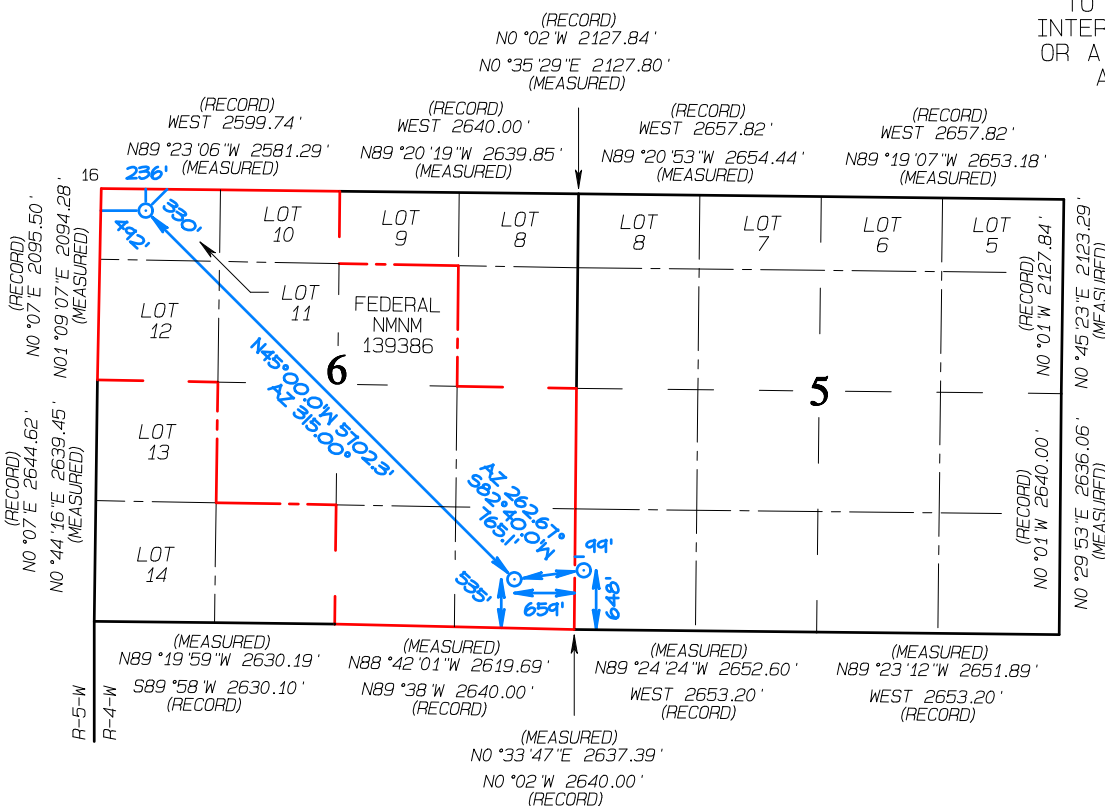 TO
INTER
OR A
A
(RECORD)
N0°02'W 2127.84'
N0°35'29"E 2127.80'
(MEASURED)
(RECORD)
WEST 2599.74'
N89°23'06"W 2581.29'
(MEASURED)
(RECORD)
WEST 2640.00'
N89°20'19"W 2639.85'
(MEASURED)
(RECORD)
WEST 2657.82'
N89°20'53"W 2654.44'
(MEASURED)
(RECORD)
WEST 2657.82'
N89°19'07"W 2653.18'
(MEASURED)
16
236'
330'
492'
(RECORD)
N0°07'E 2095.50'
N01°09'07"E 2094.28'
(MEASURED)
LOT
10
LOT
9
LOT
8
LOT
8
LOT
7
LOT
6
LOT
5
(RECORD)
N0°01'W 2127.84'
N0°45'23"E 2123.29'
(MEASURED)
LOT
11
LOT
12
FEDERAL
NMNM
139386
6
5
N45°00.0'W 5702.3'
AZ 315.00°
LOT
13
(RECORD)
N0°07'E 2644.62'
N0°44'16"E 2639.45'
(MEASURED)
(RECORD)
N0°01'W 2640.00'
N0°29'53"E 2636.06'
(MEASURED)
AZ 262.67°
S82°40.0'W
765.1'
LOT
14
99'
535'
659'
648'
(MEASURED)
N89°19'59"W 2630.19'
S89°58'W 2630.10'
(RECORD)
(MEASURED)
N88°42'01"W 2619.69'
N89°38'W 2640.00'
(RECORD)
(MEASURED)
N89°24'24"W 2652.60'
WEST 2653.20'
(RECORD)
(MEASURED)
N89°23'12"W 2651.89'
WEST 2653.20'
(RECORD)
R-5-W
R-4-W
(MEASURED)
N0°33'47"E 2637.39'
N0°02'W 2640.00'
(RECORD)